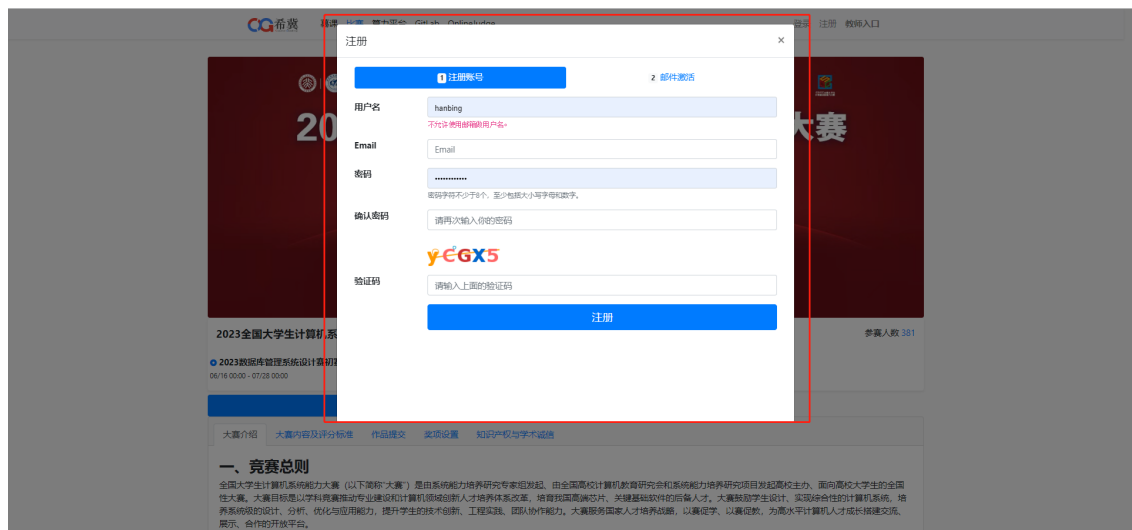 希冀 慕课 比赛 算力平台 GitLab OnlineJudge 登录 注册 教师入口
注册 ×
1 注册账号 2 邮件激活
用户名 hanbing
不允许使用邮箱做用户名。
Email Email
密码 ••••••••••••
密码字符不少于8个，至少包括大小写字母和数字。
确认密码 请再次输入你的密码
yCGX5
验证码 请输入上面的验证码
注册
20 大赛
2023全国大学生计算机系 参赛人数 381
2023数据库管理系统设计赛初赛
06/16 00:00 - 07/28 00:00
大赛介绍 大赛内容及评分标准 作品提交 奖项设置 知识产权与学术诚信
一、竞赛总则
全国大学生计算机系统能力大赛（以下简称“大赛”）是由系统能力培养研究专家组发起、由全国高校计算机教育研究会和系统能力培养研究项目发起高校主办、面向高校大学生的全国
性大赛。大赛目标是以学科竞赛推动专业建设和计算机领域创新人才培养体系改革、培育我国高端芯片、关键基础软件的后备人才。大赛鼓励学生设计、实现综合性的计算机系统，培
养系统级的设计、分析、优化与应用能力，提升学生的技术创新、工程实践、团队协作能力。大赛服务国家人才培养战略，以赛促学、以赛促教，为高水平计算机人才成长搭建交流、
展示、合作的开放平台。